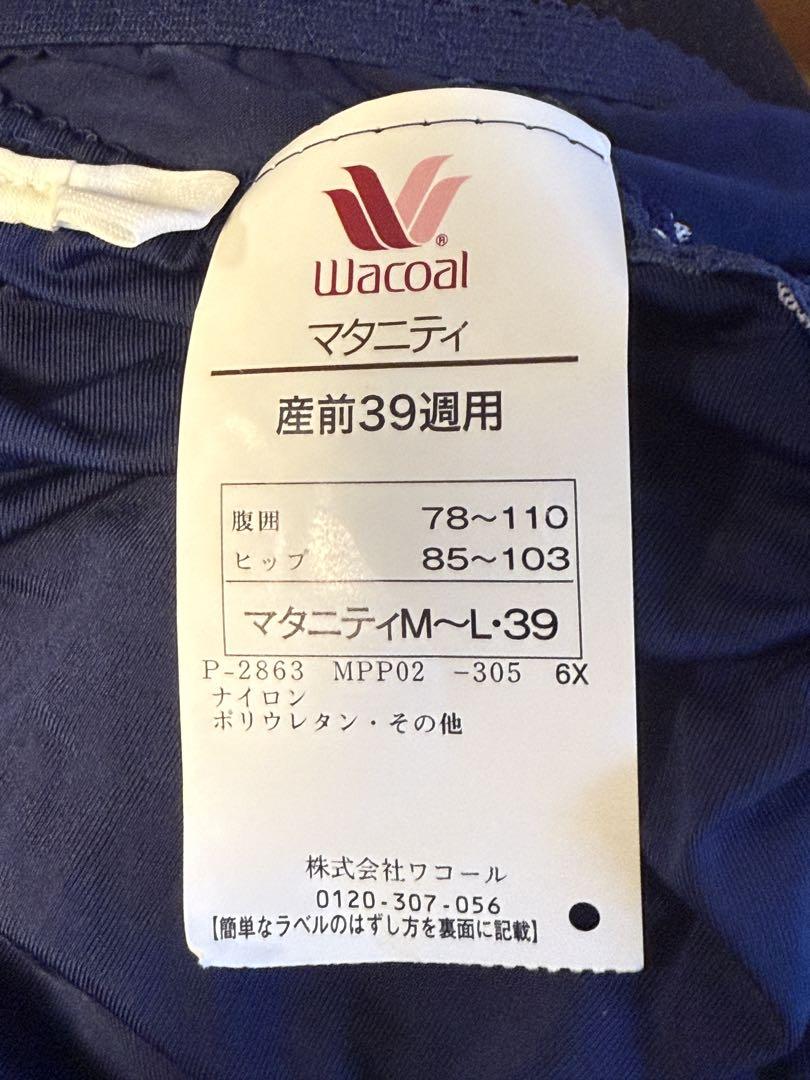 Wacoal®
マタニティ
産前39週用
腹囲 78〜110
ヒップ 85〜103
マタニティM〜L・39
P-2863 MPP02 -305 6X
ナイロン
ポリウレタン・その他
株式会社ワコール
0120-307-056
【簡単なラベルのはずし方を裏面に記載】